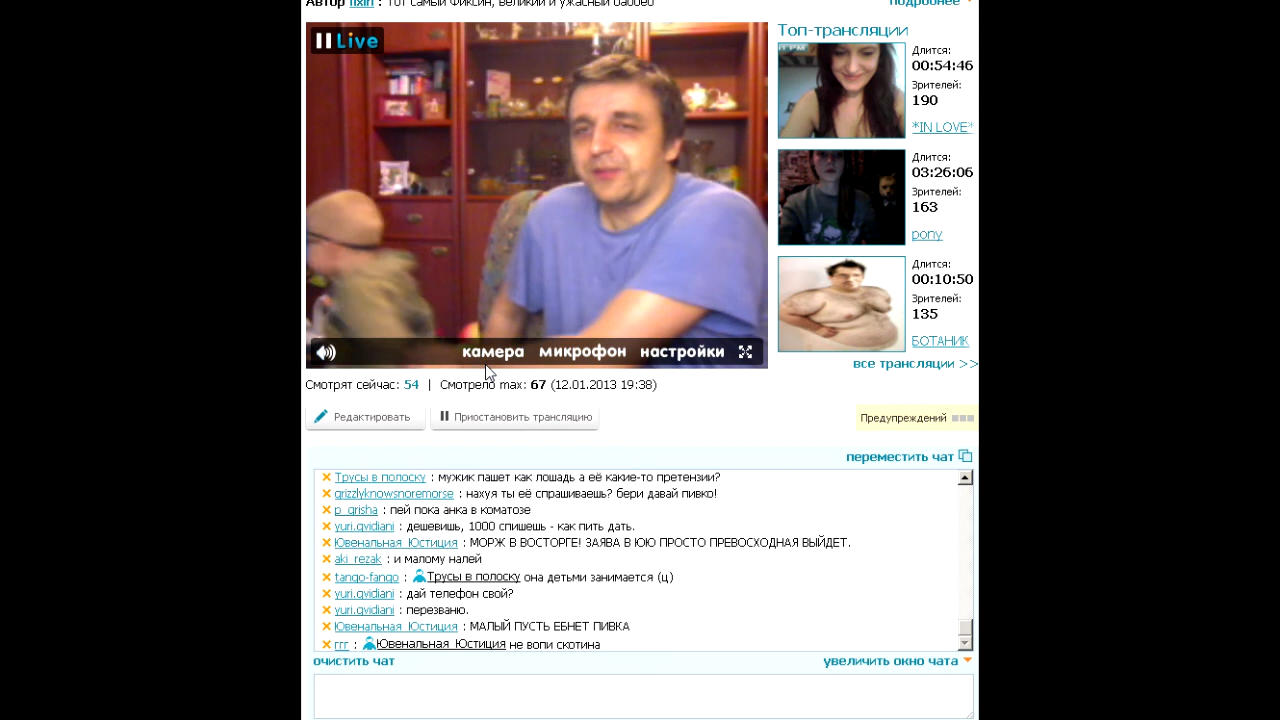 Автор fixin : Тот самый Фиксин, великий и ужасный
подробнее
Live
камера микрофон настройки
Смотрят сейчас: 54 | Смотрело max: 67 (12.01.2013 19:38)
Редактировать
Приостановить трансляцию
Предупреждений
Топ-трансляции
Длится:
00:54:46
Зрителей:
190
*IN LOVE*
Длится:
03:26:06
Зрителей:
163
pony
Длится:
00:10:50
Зрителей:
135
БОТАНИК
все трансляции >>
переместить чат
Трусы в полоску : мужик пашет как лошадь а её какие-то претензии?
grizzlyknowsnoremorse : нахуя ты её спрашиваешь? бери давай пивко!
p_grisha : пей пока анка в коматозе
yuri.gvidiani : дешевишь, 1000 спишешь - как пить дать.
Ювенальная_Юстиция : МОРЖ В ВОСТОРГЕ! ЗАЯВА В ЮЮ ПРОСТО ПРЕВОСХОДНАЯ ВЫЙДЕТ.
aki_rezak : и малому налей
tango-fango : Трусы в полоску она детьми занимается (ц)
yuri.gvidiani : дай телефон свой?
yuri.gvidiani : перезваню.
Ювенальная_Юстиция : МАЛЫЙ ПУСТЬ ЕБНЕТ ПИВКА
ггг : Ювенальная_Юстиция не вопи скотина
очистить чат
увеличить окно чата